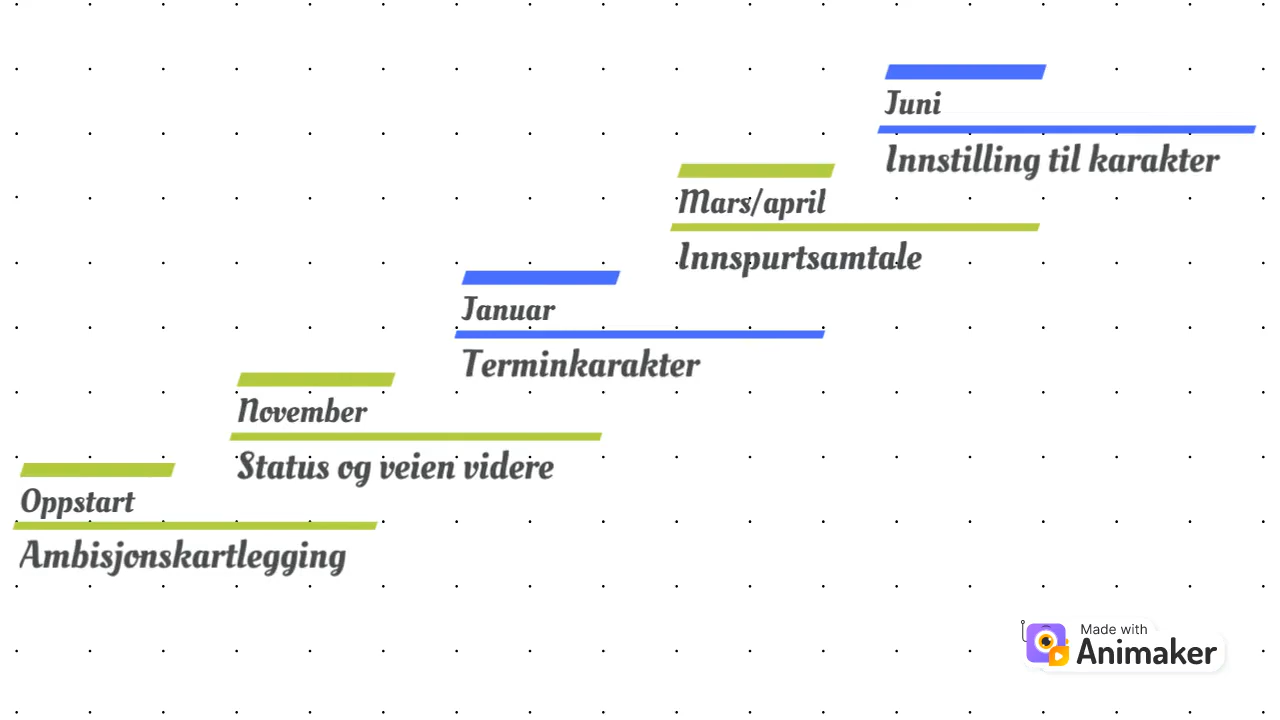 Juni
Innstilling til karakter
Mars/april
Innspurtsamtale
Januar
Terminkarakter
November
Status og veien videre
Oppstart
Ambisjonskartlegging
Made with
Animaker